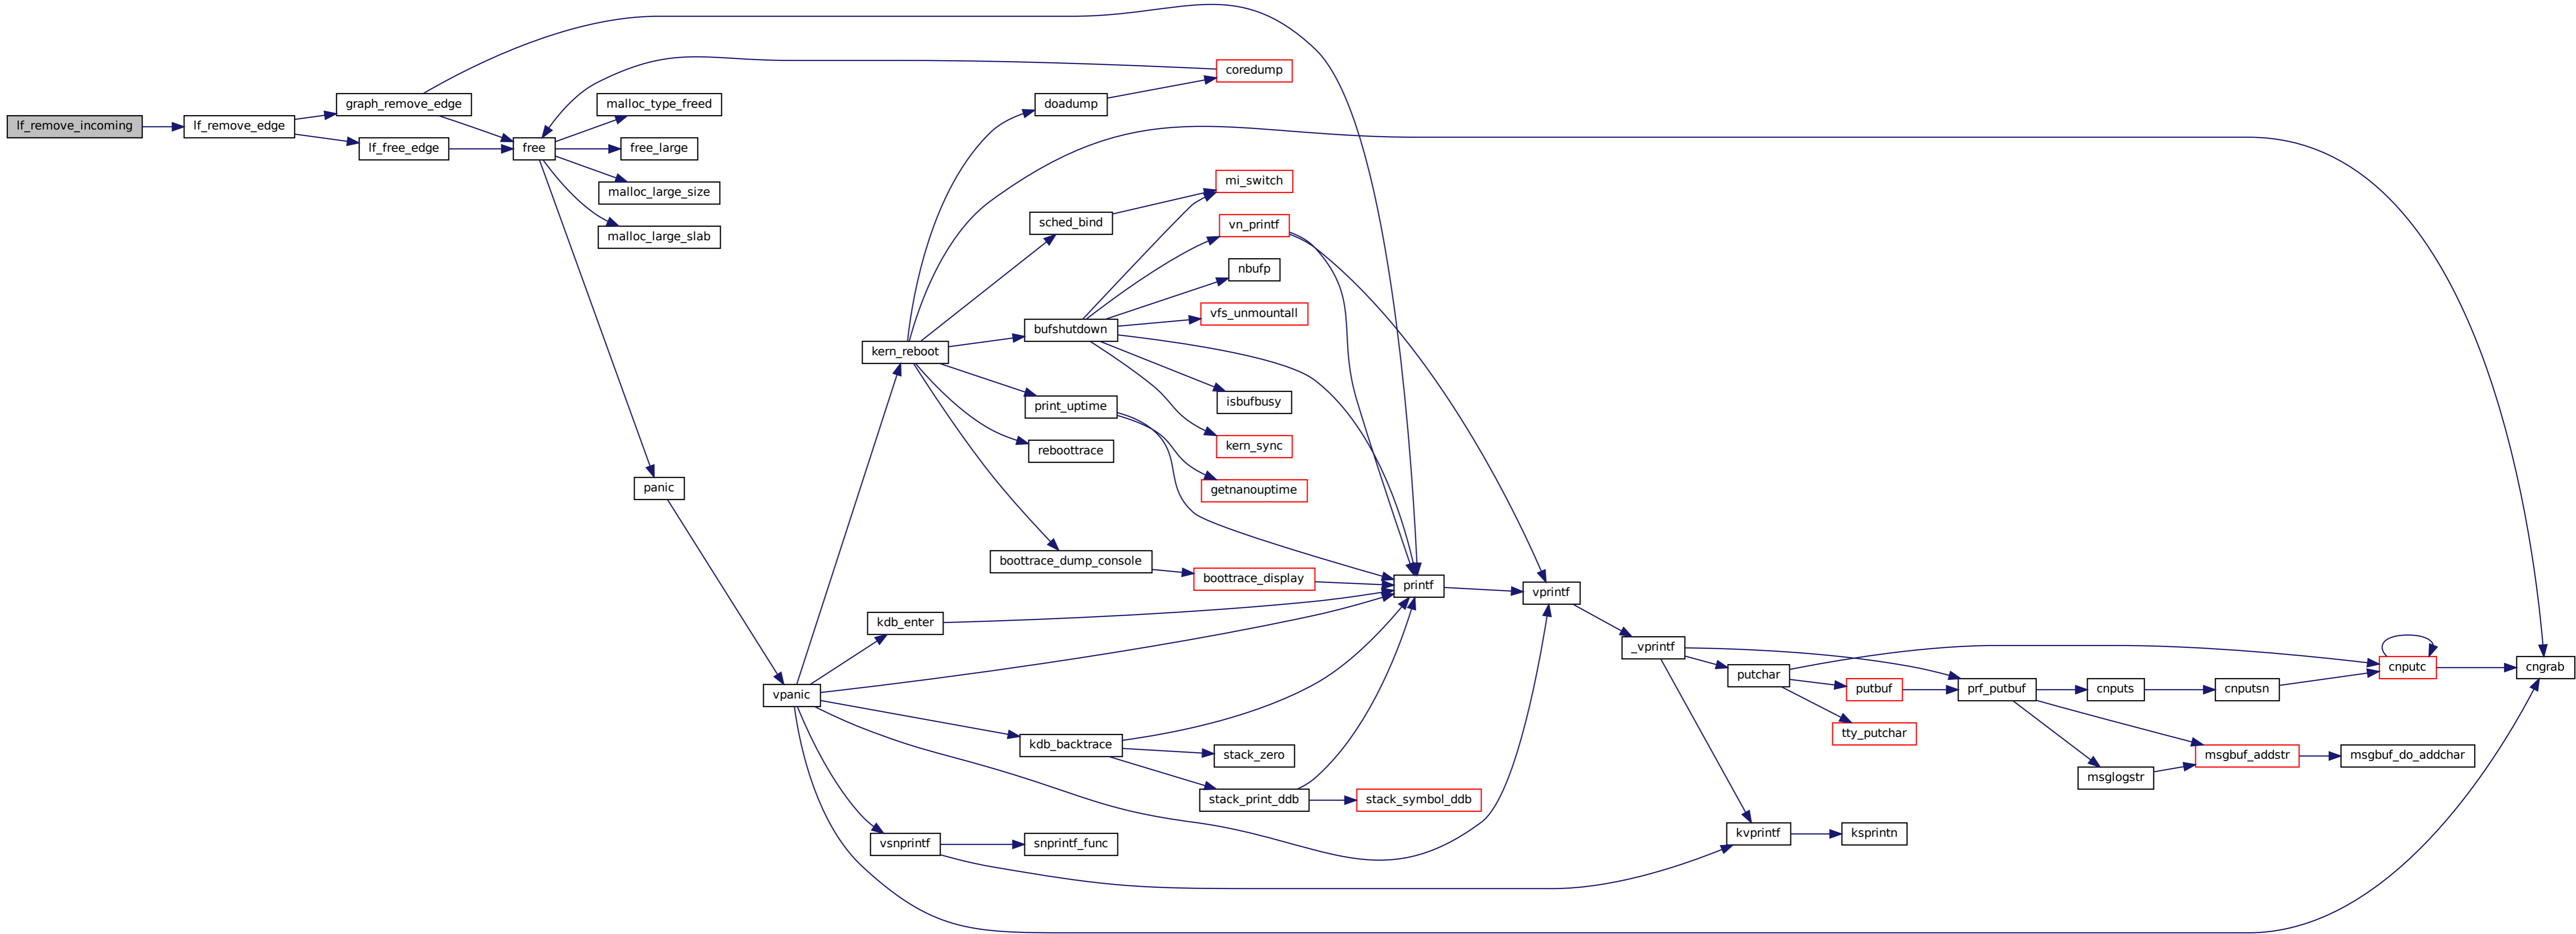 lf_remove_incoming
lf_remove_edge
graph_remove_edge
lf_free_edge
free
malloc_type_freed
free_large
malloc_large_size
malloc_large_slab
panic
vpanic
kern_reboot
kdb_enter
kdb_backtrace
vsnprintf
doadump
sched_bind
bufshutdown
print_uptime
reboottrace
boottrace_dump_console
snprintf_func
coredump
mi_switch
vn_printf
nbufp
vfs_unmountall
isbufbusy
kern_sync
getnanouptime
boottrace_display
stack_zero
stack_print_ddb
printf
stack_symbol_ddb
vprintf
_vprintf
putchar
kvprintf
putbuf
tty_putchar
ksprintn
prf_putbuf
cnputs
msglogstr
cnputsn
msgbuf_addstr
cnputc
msgbuf_do_addchar
cngrab